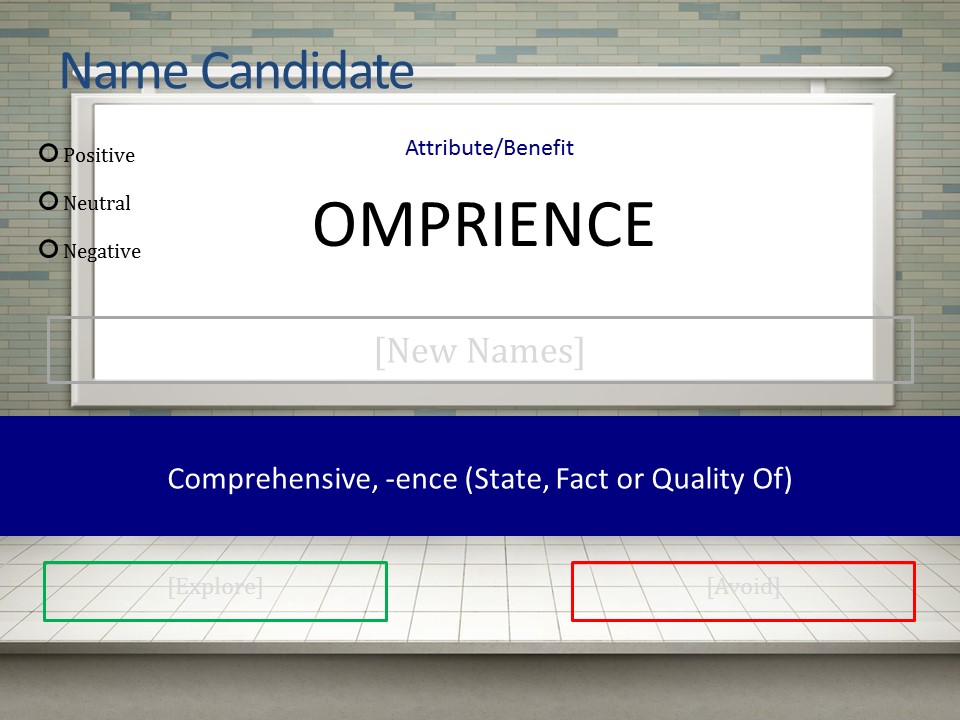 Name Candidate
Attribute/Benefit
Positive
OMPRIENCE
Neutral
Negative
[New Names]
Comprehensive, -ence (State, Fact or Quality Of)
[Explore]
[Avoid]